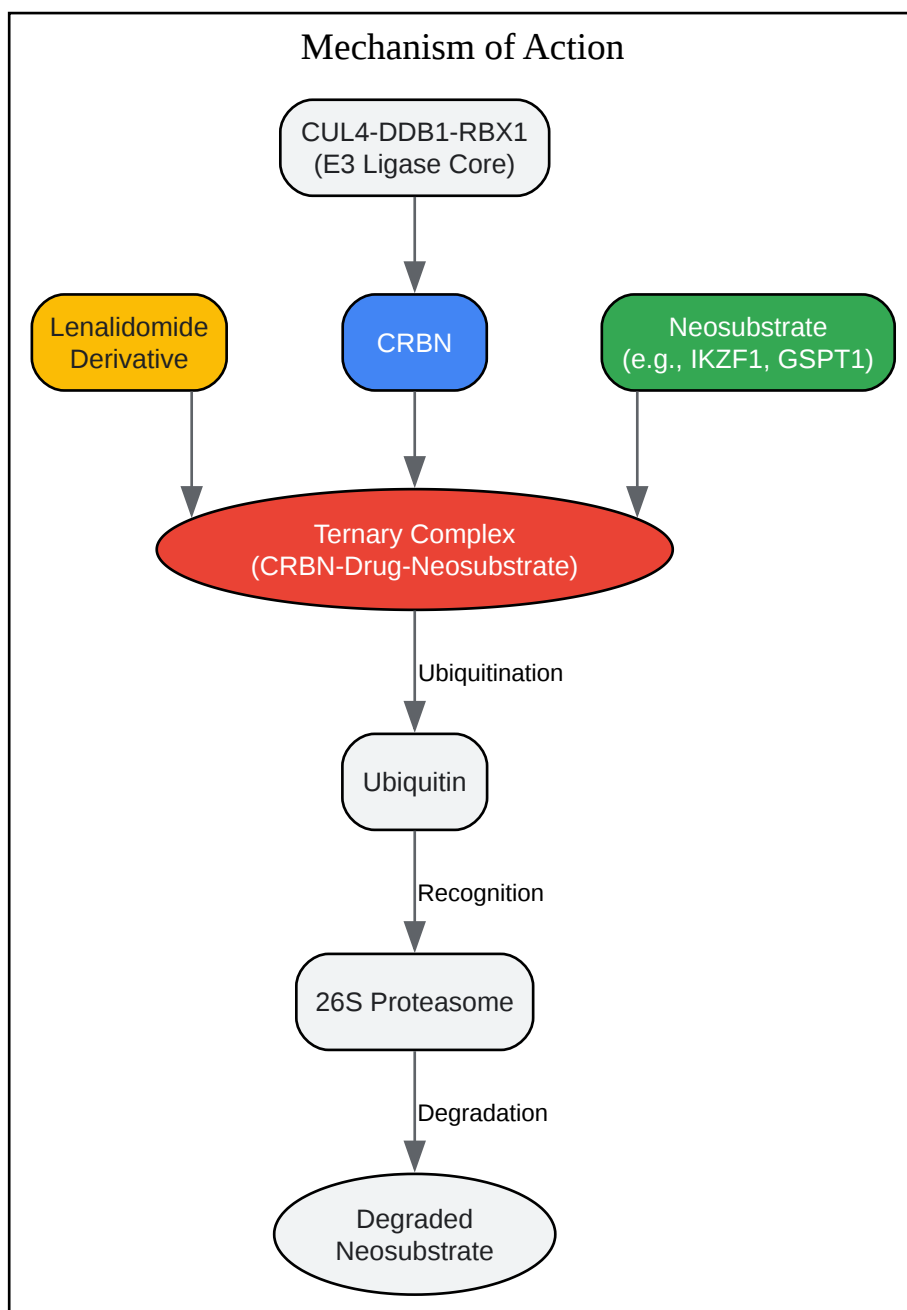 Mechanism of Action
CUL4-DDB1-RBX1
(E3 Ligase Core)
Lenalidomide
Derivative
CRBN
Neosubstrate
(e.g., IKZF1, GSPT1)
Ternary Complex
(CRBN-Drug-Neosubstrate)
Ubiquitination
Ubiquitin
Recognition
26S Proteasome
Degradation
Degraded
Neosubstrate